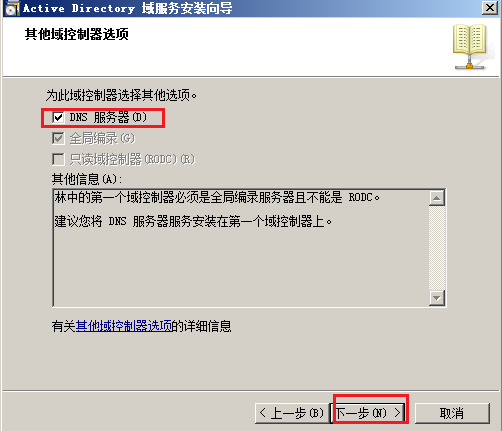 Active Directory 域服务安装向导
其他域控制器选项
为此域控制器选择其他选项。
DNS 服务器(D)
全局编录(G)
只读域控制器(RODC)(R)
其他信息(A):
林中的第一个域控制器必须是全局编录服务器且不能是 RODC。
建议您将 DNS 服务器服务安装在第一个域控制器上。
有关其他域控制器选项的详细信息
< 上一步(B) 下一步(N) > 取消